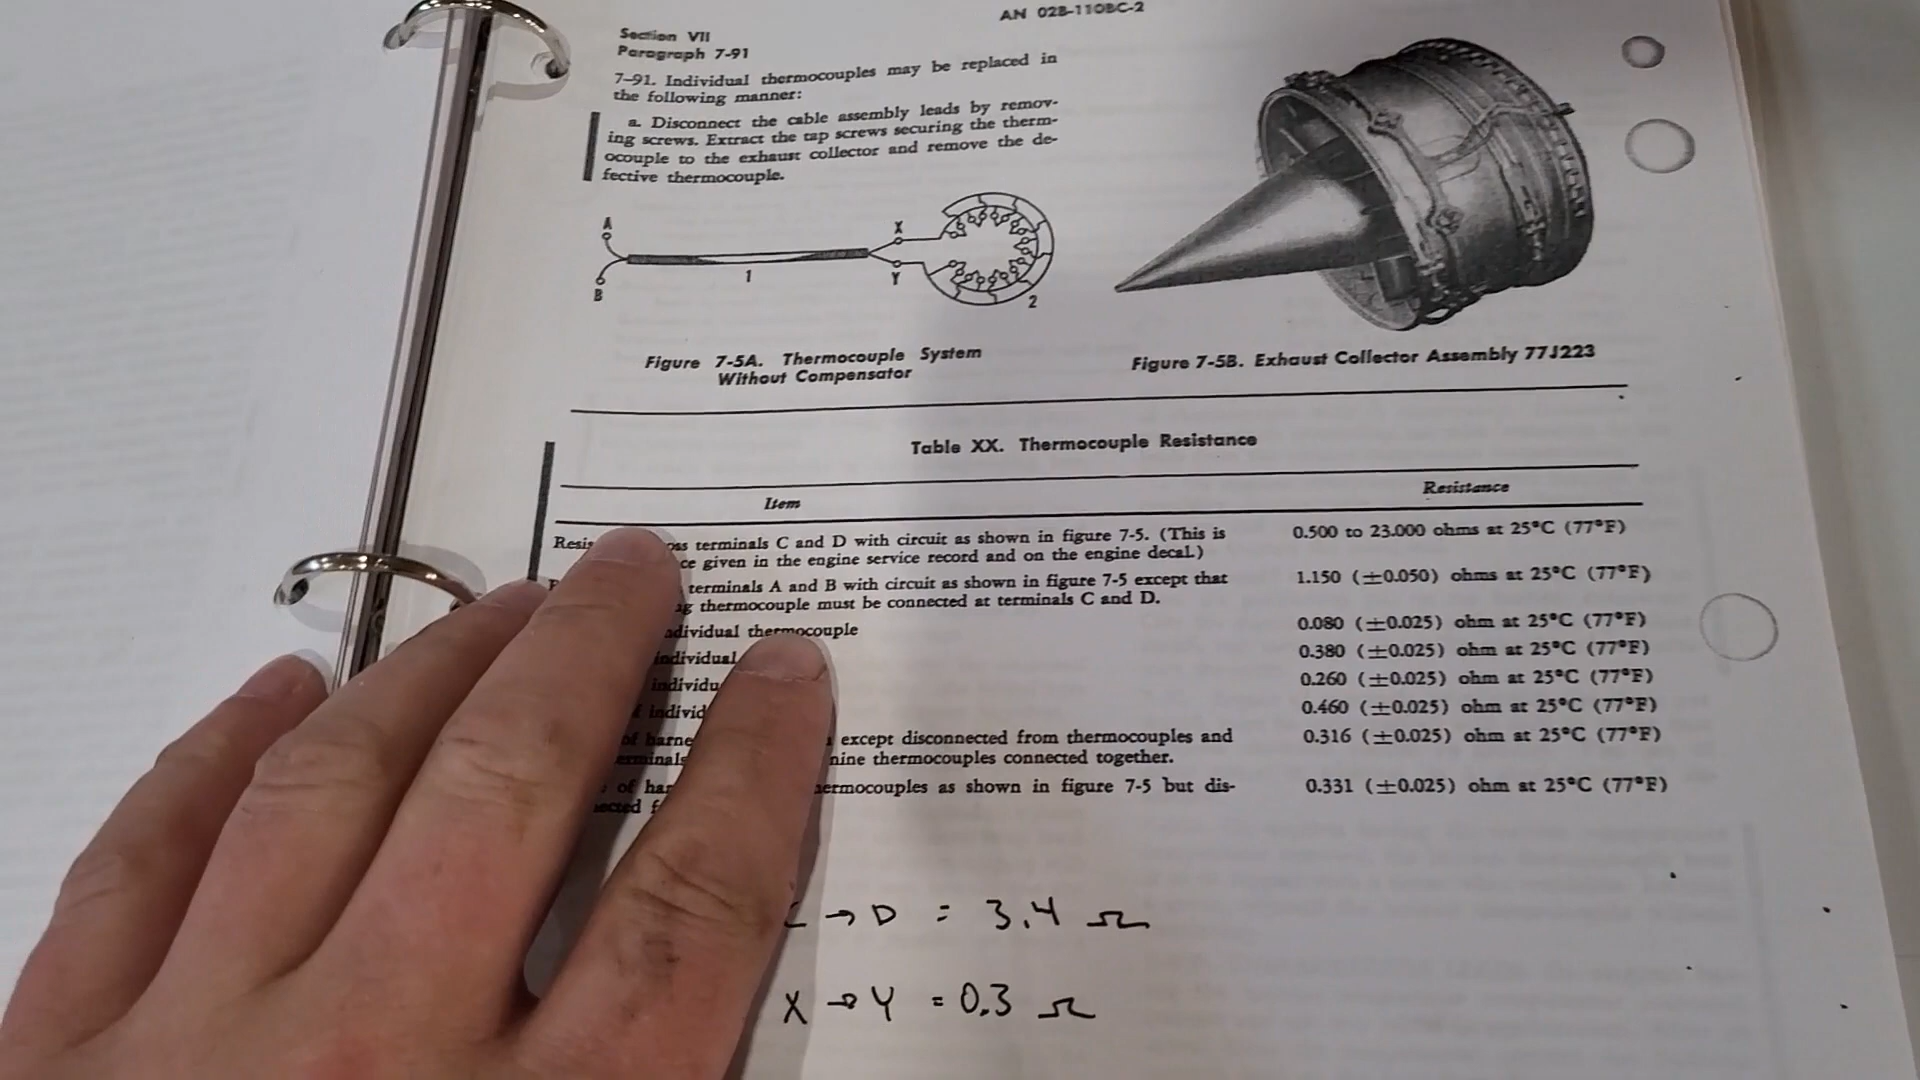 AN 02B-110BC-2
Section VII
Paragraph 7-91
7-91. Individual thermocouples may be replaced in
the following manner:
a. Disconnect the cable assembly leads by remov-
ing screws. Extract the tap screws securing the therm-
ocouple to the exhaust collector and remove the de-
fective thermocouple.
A
B
1
X
Y
2
Figure 7-5A. Thermocouple System
Without Compensator
Figure 7-5B. Exhaust Collector Assembly 77J223
Table XX. Thermocouple Resistance
Item Resistance
terminals C and D with circuit as shown in figure 7-5. (This is 0.500 to 23.000 ohms at 25°C (77°F)
given in the engine service record and on the engine decal.)
terminals A and B with circuit as shown in figure 7-5 except that 1.150 (±0.050) ohms at 25°C (77°F)
thermocouple must be connected at terminals C and D.
thermocouple 0.080 (±0.025) ohm at 25°C (77°F)
individual 0.380 (±0.025) ohm at 25°C (77°F)
0.260 (±0.025) ohm at 25°C (77°F)
0.460 (±0.025) ohm at 25°C (77°F)
except disconnected from thermocouples and 0.316 (±0.025) ohm at 25°C (77°F)
nine thermocouples connected together.
of as shown in figure 7-5 but dis- 0.331 (±0.025) ohm at 25°C (77°F)
C → D = 3.4 Ω
X → Y = 0.3 Ω